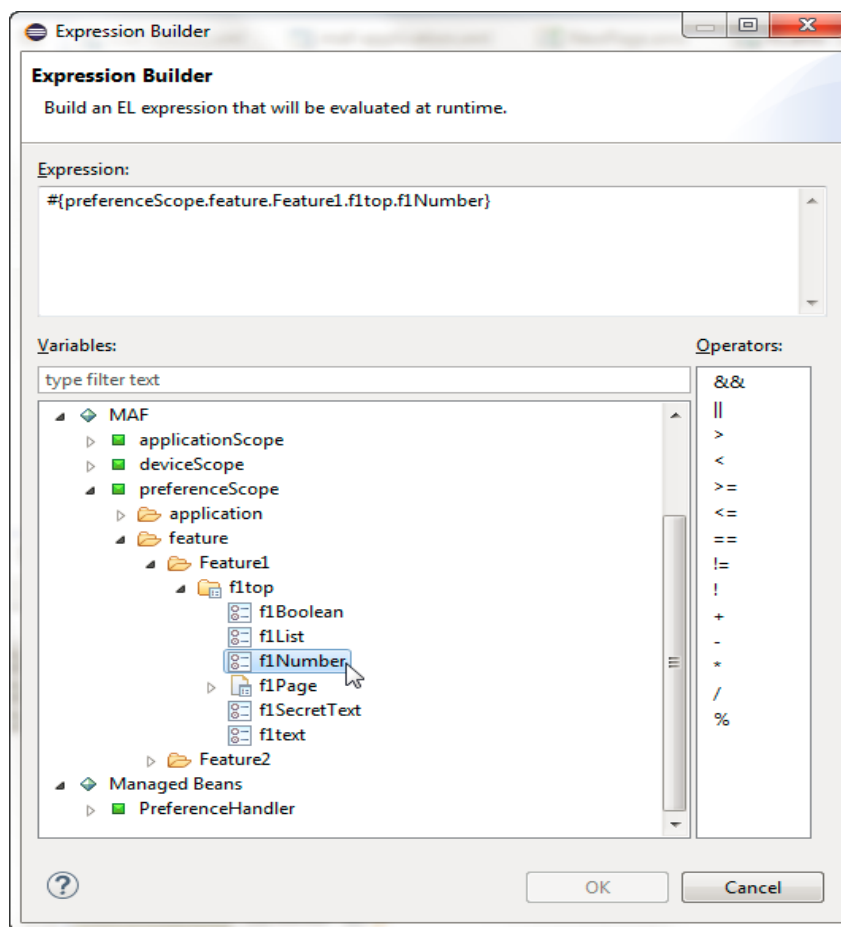 Expression Builder
Expression Builder
Build an EL expression that will be evaluated at runtime.
Expression:
#{preferenceScope.feature.Feature1.f1top.f1Number}
Variables:
Operators:
type filter text
MAF
applicationScope
deviceScope
preferenceScope
application
feature
Feature1
f1top
f1Boolean
f1List
f1Number
f1Page
f1SecretText
f1text
Feature2
Managed Beans
PreferenceHandler
&&
||
>
<
>=
<=
==
!=
!
+
-
*
/
%
?
OK
Cancel